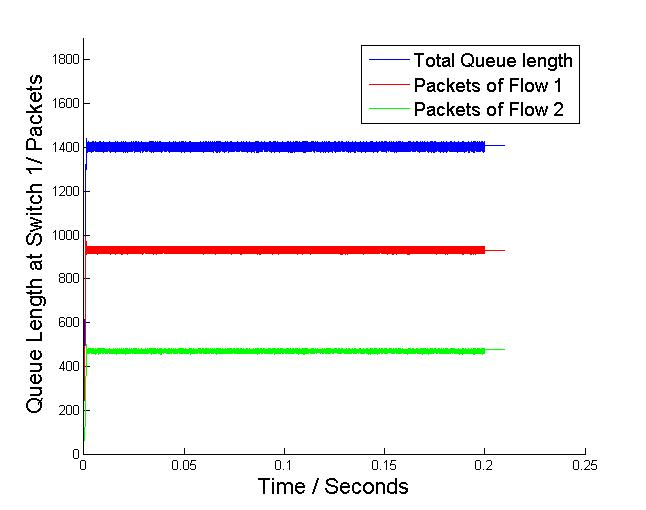 Total Queue length
Packets of Flow 1
Packets of Flow 2
Queue Length at Switch 1/ Packets
1800
1600
1400
1200
1000
800
600
400
200
0
0 0.05 0.1 0.15 0.2 0.25
Time / Seconds